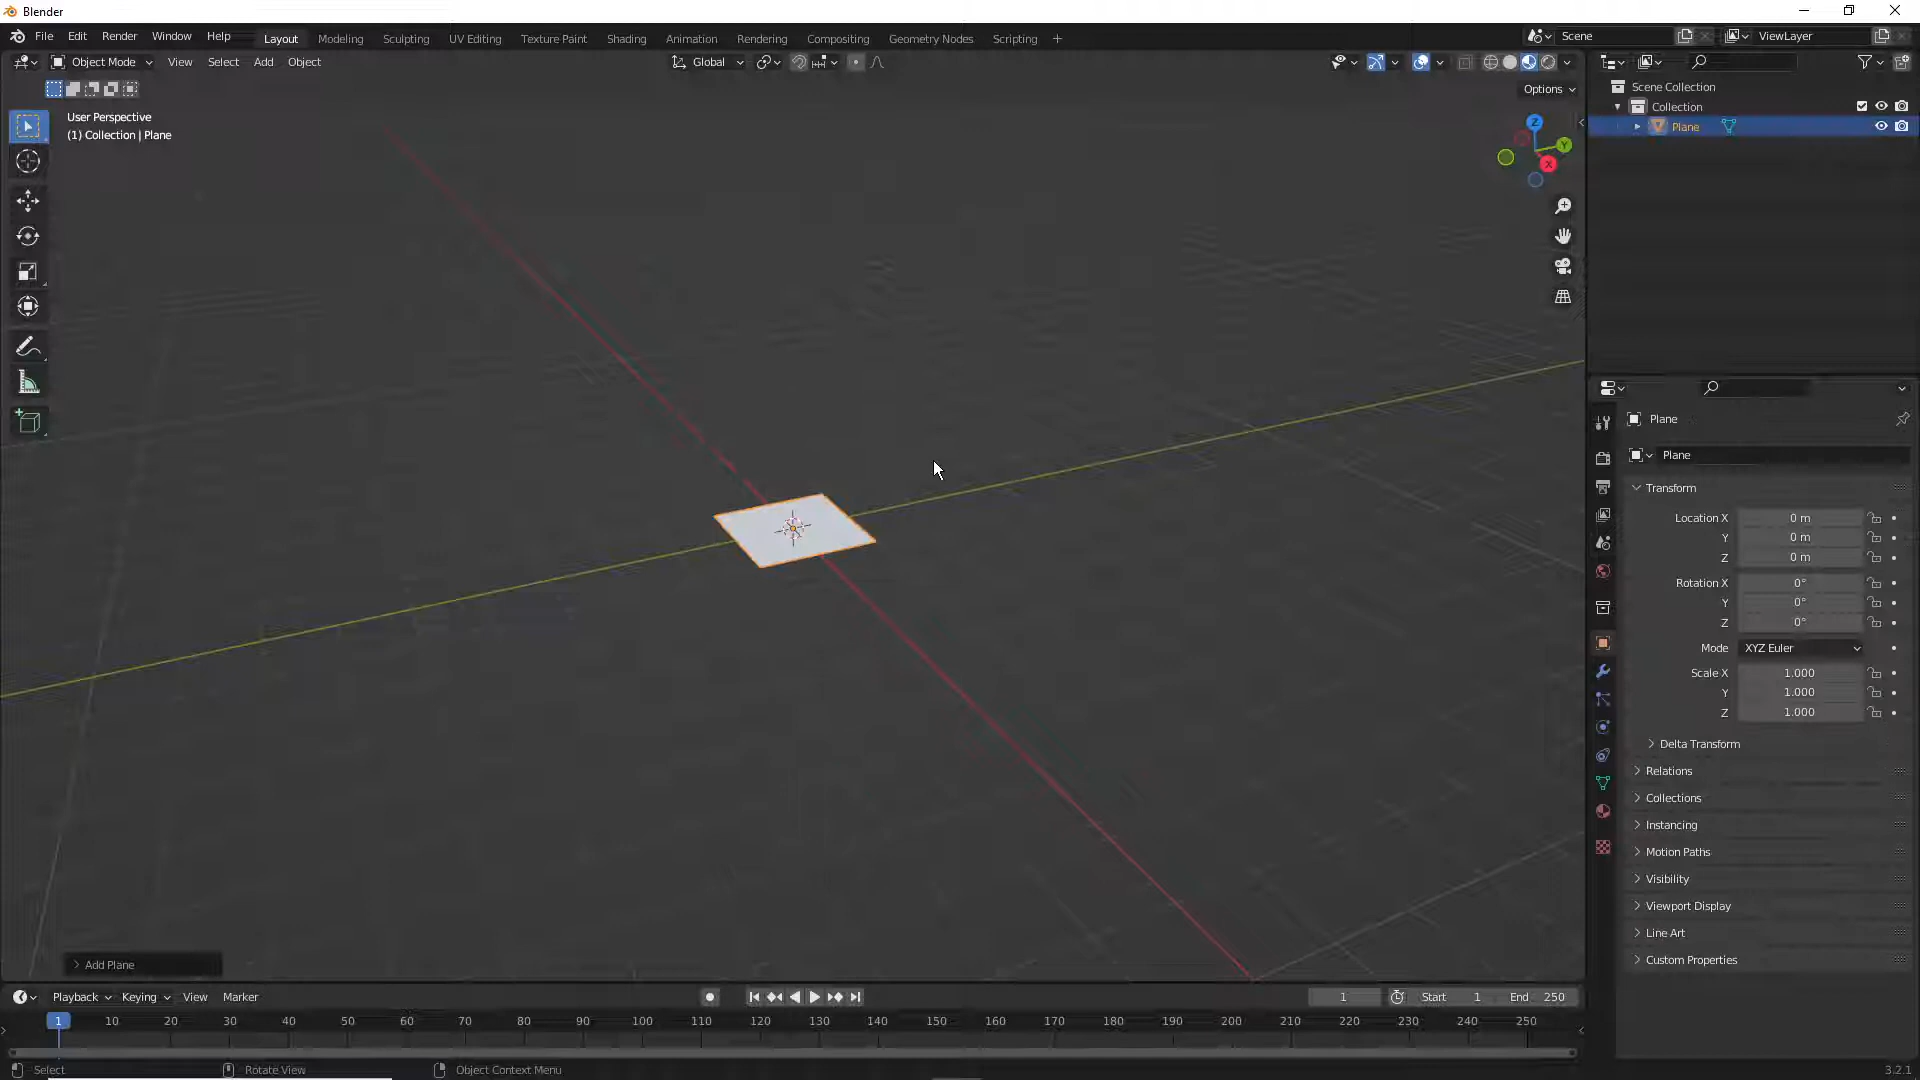 Blender
File Edit Render Window Help Layout Modeling Sculpting UV Editing Texture Paint Shading Animation Rendering Compositing Geometry Nodes Scripting + Scene ViewLayer
Object Mode View Select Add Object Global
Options
User Perspective
(1) Collection | Plane
Z
Y
X
Scene Collection
Collection
Plane
Plane
Plane
Transform
Location X 0 m
Y 0 m
Z 0 m
Rotation X 0°
Y 0°
Z 0°
Mode XYZ Euler
Scale X 1.000
Y 1.000
Z 1.000
Delta Transform
Relations
Collections
Instancing
Motion Paths
Visibility
Viewport Display
Line Art
Custom Properties
Add Plane
Playback Keying View Marker 1 Start 1 End 250
1 10 20 30 40 50 60 70 80 90 100 110 120 130 140 150 160 170 180 190 200 210 220 230 240 250
Select Rotate View Object Context Menu 3.2.1